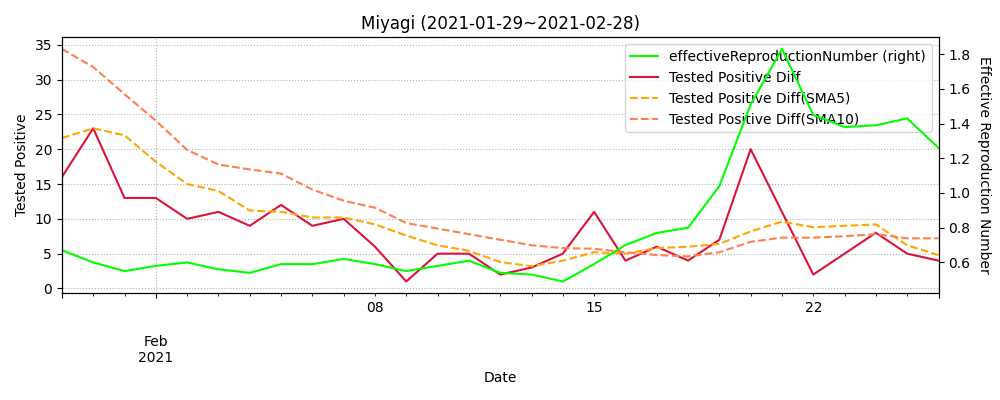 Miyagi (2021-01-29~2021-02-28)
effectiveReproductionNumber (right)
Tested Positive Diff
Tested Positive Diff(SMA5)
Tested Positive Diff(SMA10)
Tested Positive
35
30
25
20
15
10
5
0
1.8
1.6
1.4
1.2
1.0
0.8
0.6
Effective Reproduction Number
08
15
22
Feb
2021
Date